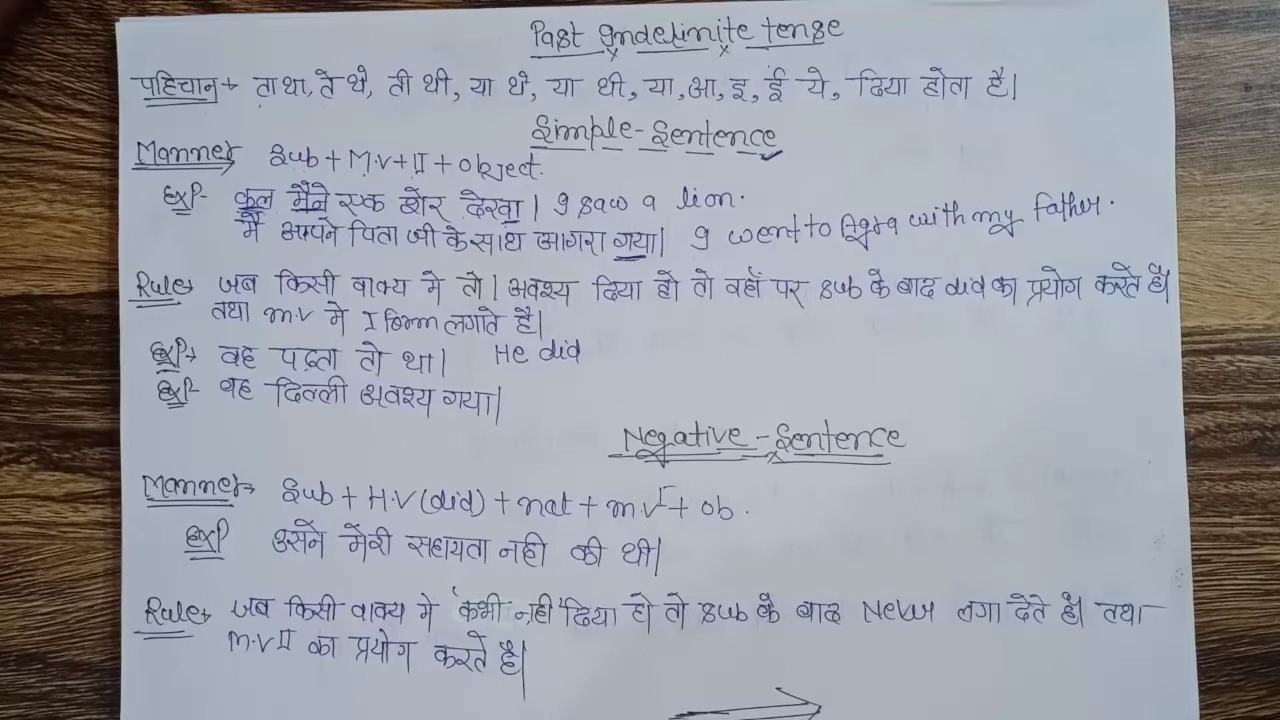 Past Indefinite tense
पहिचान→ ता था, ते थे, ती थी, या थे, या थी, या, आ, इ, ई ये, दिया होता है।
Simple-Sentence
Manner→ Sub + M.V + II + object.
Exp- कल मैने एक शेर देखा। I saw a lion.
मैं अपने पिता जी के साथ आगरा गया। I went to Agra with my father.
Rule→ जब किसी वाक्य मे तो। अवश्य दिया हो तो वहाँ पर sub के बाद did का प्रयोग करते है।
तथा m.v मे I form लगाते है।
Exp→ वह पढ़ता तो था। He did
Exp- वह दिल्ली अवश्य गया।
Negative-Sentence
Manner→ Sub + H.V (did) + not + m.v I + ob.
Exp उसने मेरी सहायता नही की थी।
Rule→ जब किसी वाक्य मे 'कभी नही' दिया हो तो sub के बाद Never लगा देते है। तथा
m.v II का प्रयोग करते है।